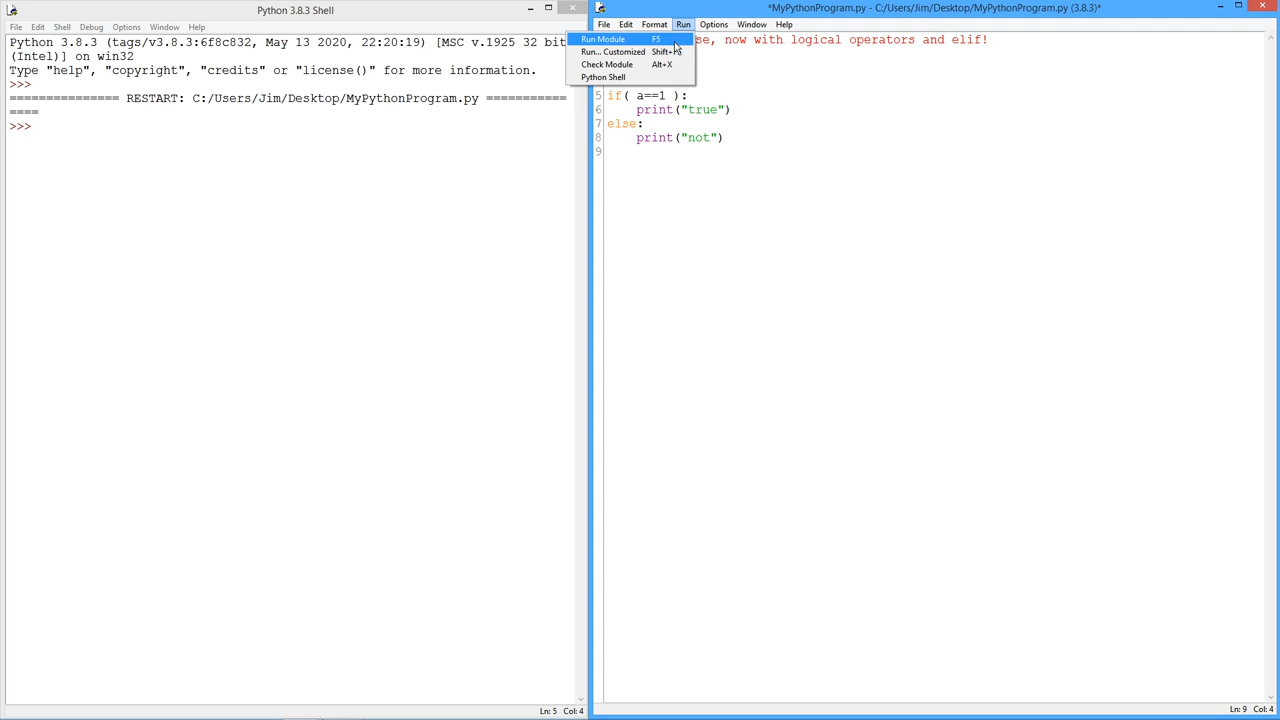 Python 3.8.3 Shell
File Edit Shell Debug Options Window Help
Python 3.8.3 (tags/v3.8.3:6f8c832, May 13 2020, 22:20:19) [MSC v.1925 32 bit
(Intel)] on win32
Type "help", "copyright", "credits" or "license()" for more information.
>>>
=============== RESTART: C:/Users/Jim/Desktop/MyPythonProgram.py ===========
====
>>>
Ln: 5 Col: 4
*MyPythonProgram.py - C:/Users/Jim/Desktop/MyPythonProgram.py (3.8.3)*
File Edit Format Run Options Window Help
Run Module F5
Run... Customized Shift+
Check Module Alt+X
Python Shell
se, now with logical operators and elif!
5 if( a==1 ):
6 print("true")
7 else:
8 print("not")
9
Ln: 9 Col: 4